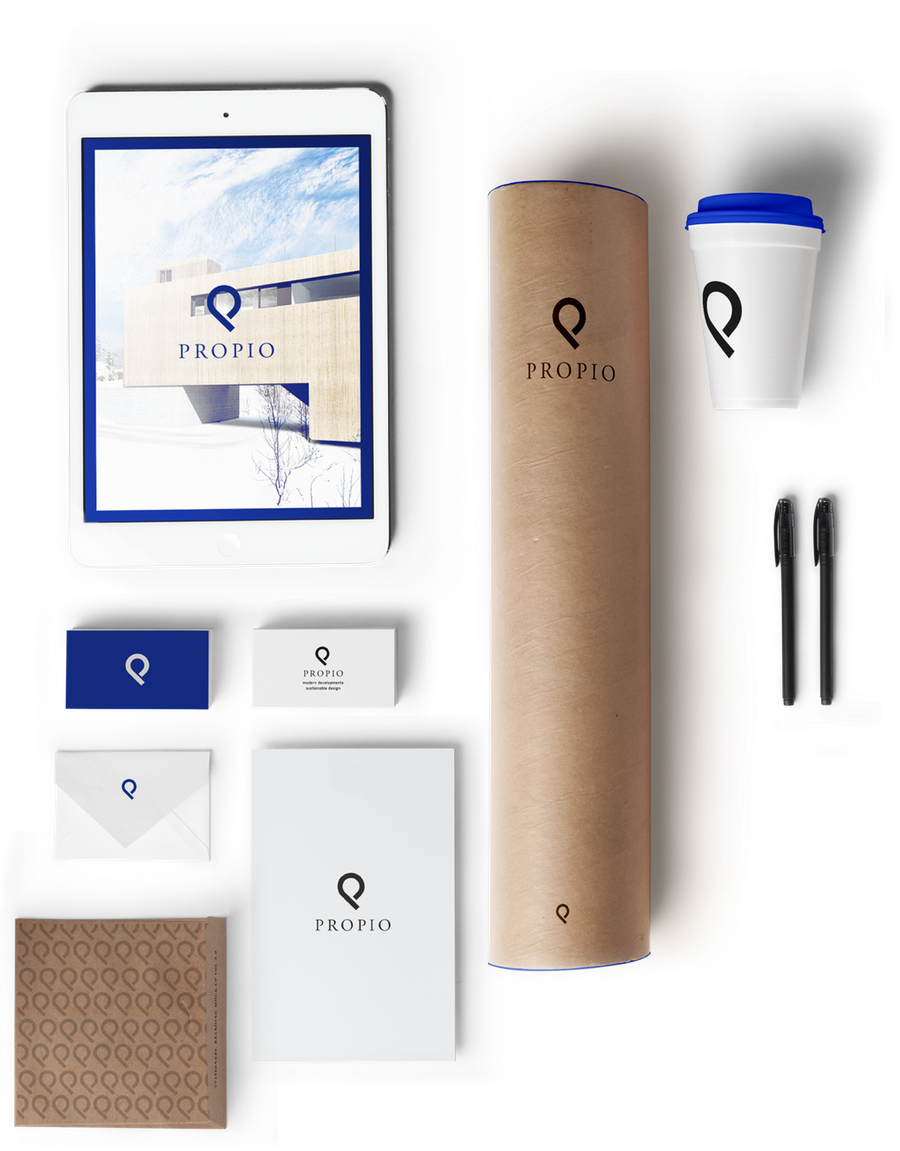 PROPIO
PROPIO
PROPIO
modern developments
sustainable design
PROPIO